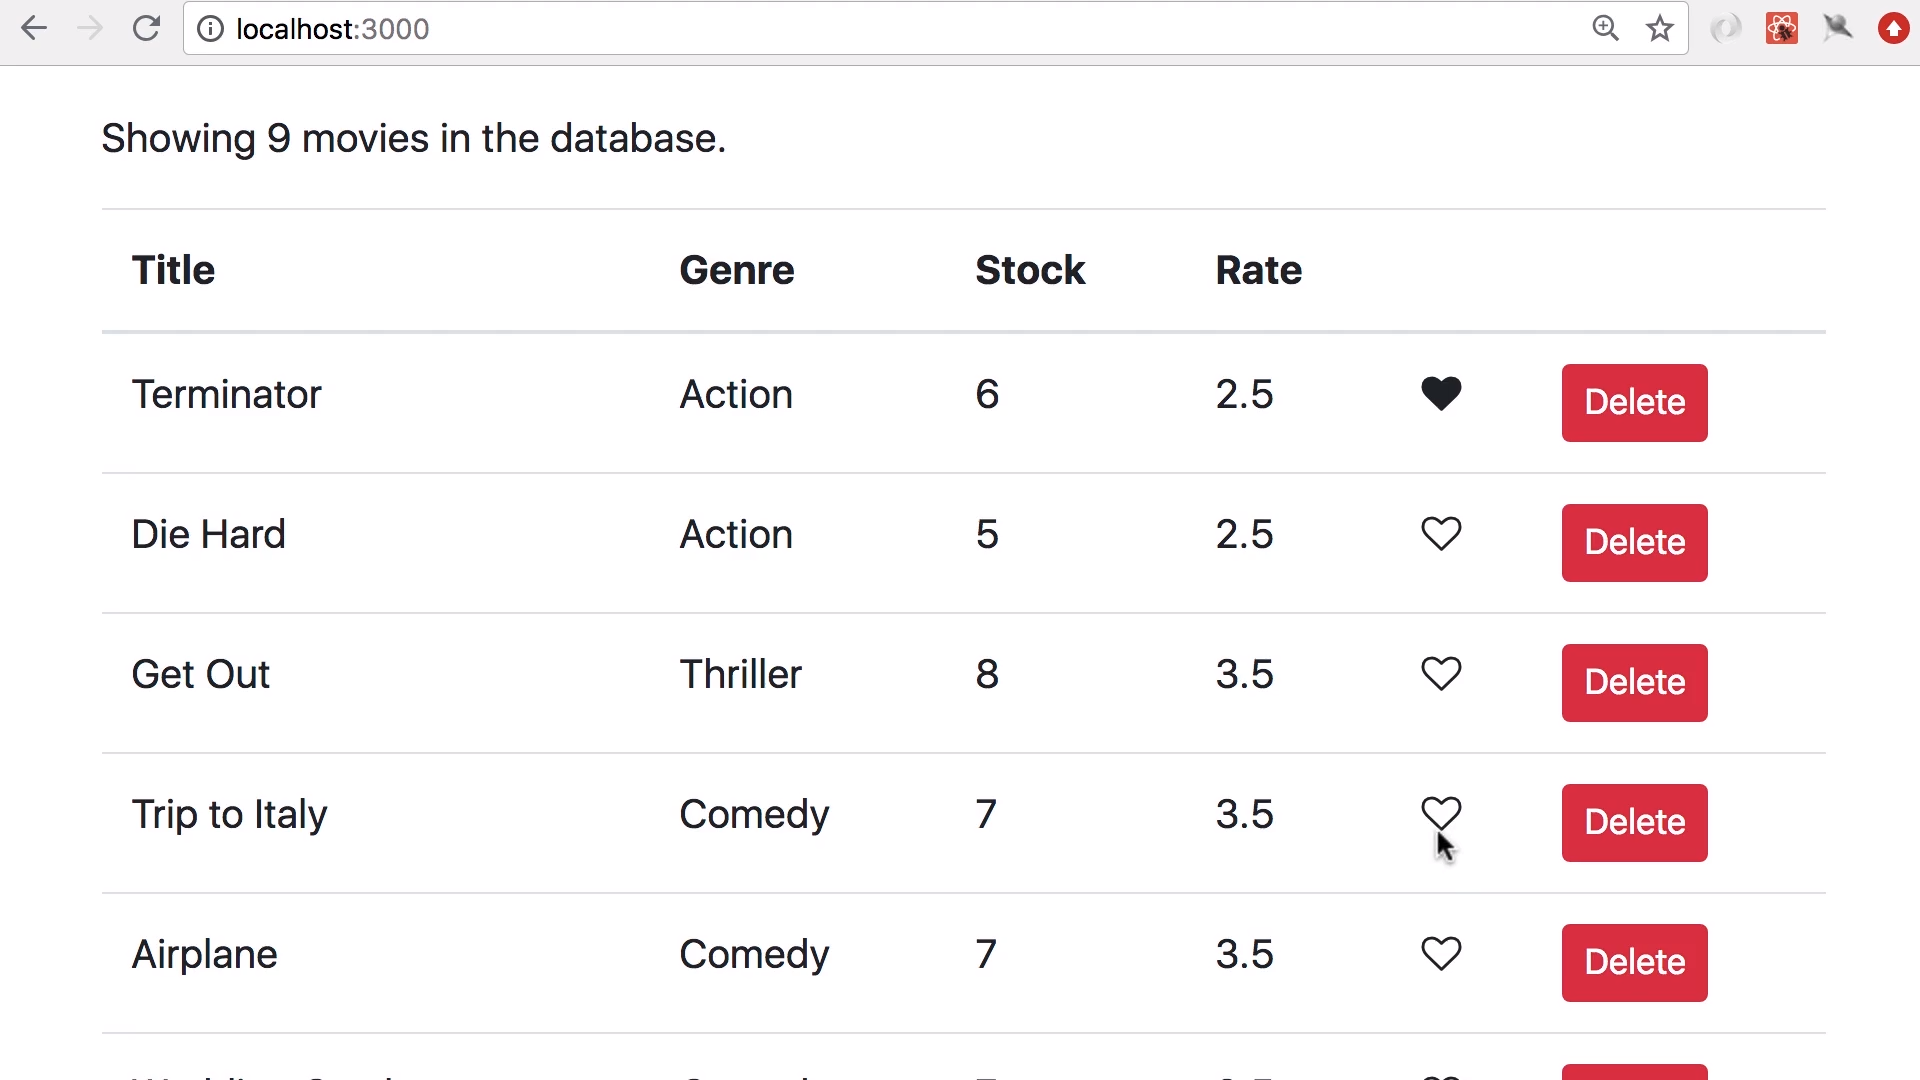 localhost:3000
Showing 9 movies in the database.
Title Genre Stock Rate
Terminator Action 6 2.5 Delete
Die Hard Action 5 2.5 Delete
Get Out Thriller 8 3.5 Delete
Trip to Italy Comedy 7 3.5 Delete
Airplane Comedy 7 3.5 Delete